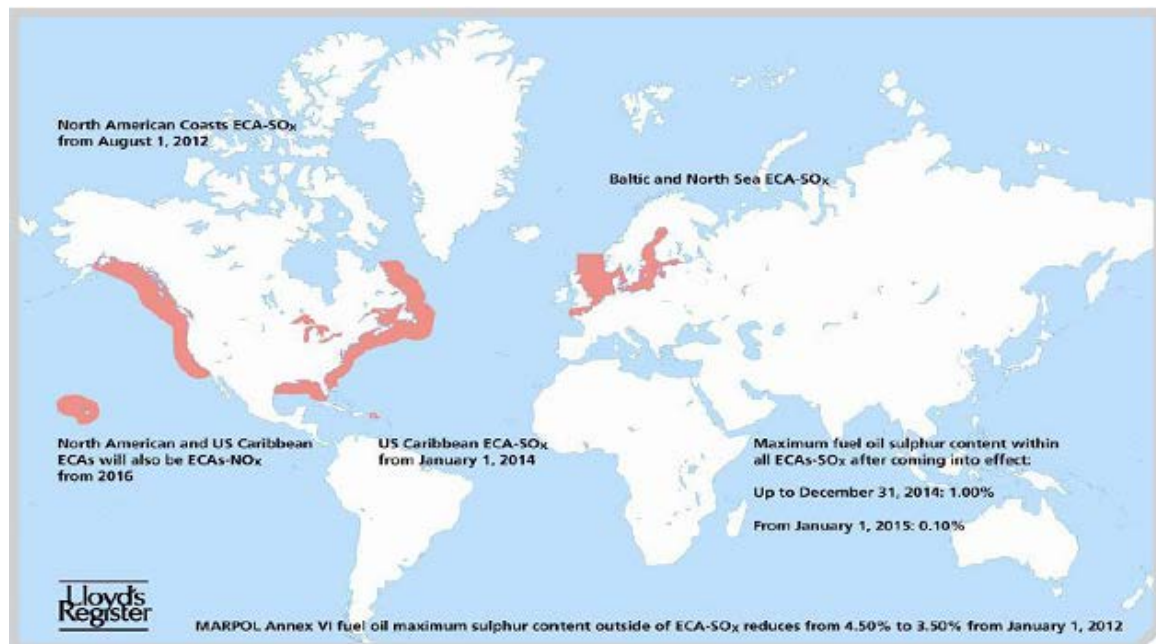 North American Coasts ECA-SOx
from August 1, 2012
Baltic and North Sea ECA-SOx
North American and US Caribbean
ECAs will also be ECAs-NOx
from 2016
US Caribbean ECA-SOx
from January 1, 2014
Maximum fuel oil sulphur content within
all ECAs-SOx after coming into effect:
Up to December 31, 2014: 1.00%
From January 1, 2015: 0.10%
Lloyd's
Register
MARPOL Annex VI fuel oil maximum sulphur content outside of ECA-SOx reduces from 4.50% to 3.50% from January 1, 2012